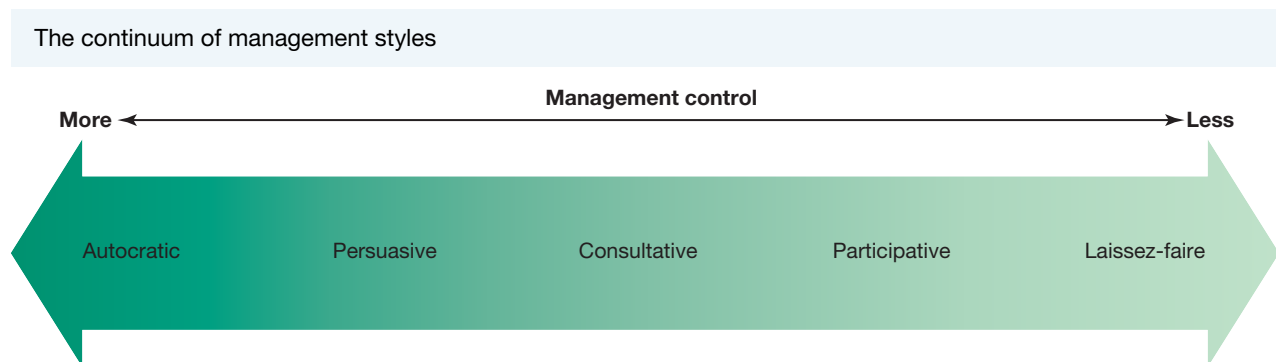 The continuum of management styles
Management control
More Less
Autocratic Persuasive Consultative Participative Laissez-faire